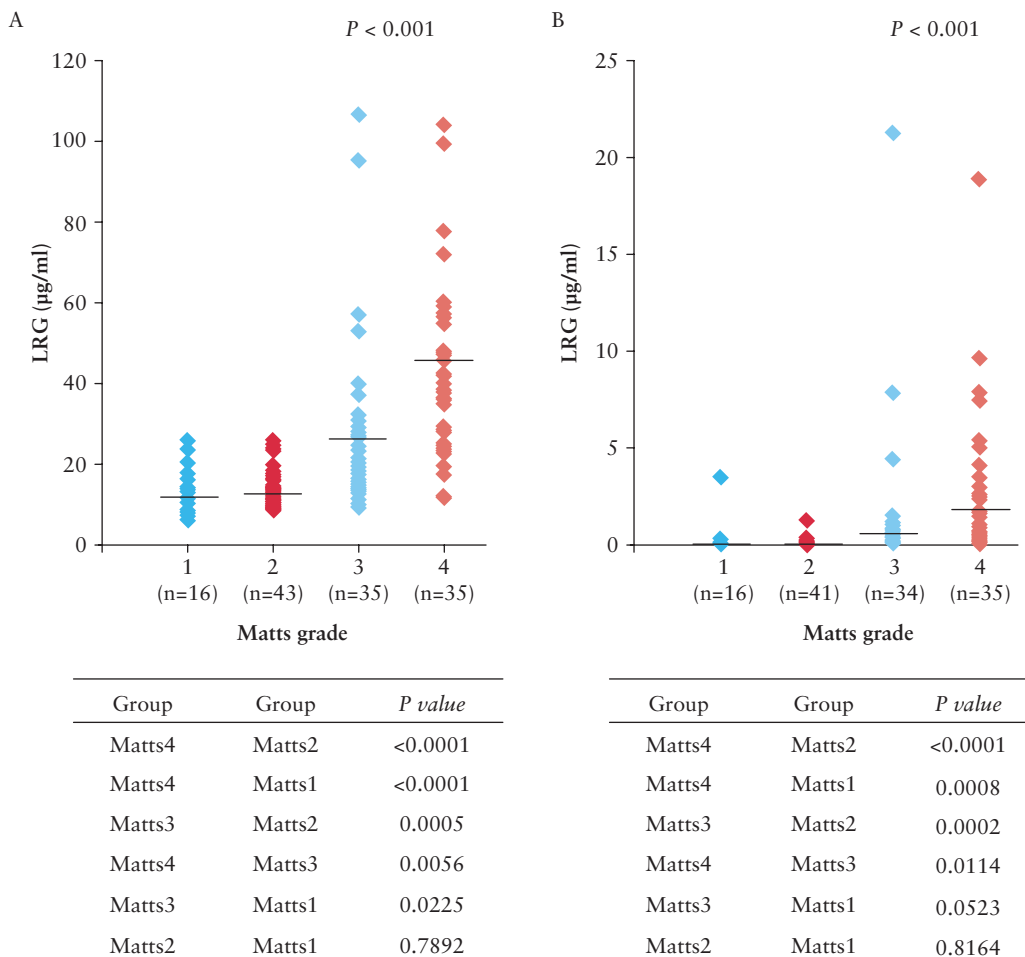 A
P < 0.001
120
100
80
60
40
20
0
LRG (µg/ml)
1 2 3 4
(n=16) (n=43) (n=35) (n=35)
Matts grade
Group Group P value
Matts4 Matts2 <0.0001
Matts4 Matts1 <0.0001
Matts3 Matts2 0.0005
Matts4 Matts3 0.0056
Matts3 Matts1 0.0225
Matts2 Matts1 0.7892
B
P < 0.001
25
20
15
10
5
0
LRG (µg/ml)
1 2 3 4
(n=16) (n=41) (n=34) (n=35)
Matts grade
Group Group P value
Matts4 Matts2 <0.0001
Matts4 Matts1 0.0008
Matts3 Matts2 0.0002
Matts4 Matts3 0.0114
Matts3 Matts1 0.0523
Matts2 Matts1 0.8164